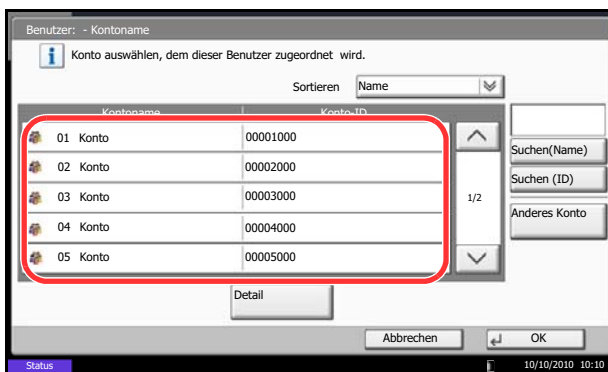 Benutzer: - Kontoname
Konto auswählen, dem dieser Benutzer zugeordnet wird.
Sortieren Name
Kontoname Konto-ID
01 Konto 00001000
02 Konto 00002000
03 Konto 00003000
04 Konto 00004000
05 Konto 00005000
1/2
Suchen(Name)
Suchen (ID)
Anderes Konto
Detail
Abbrechen OK
Status 10/10/2010 10:10